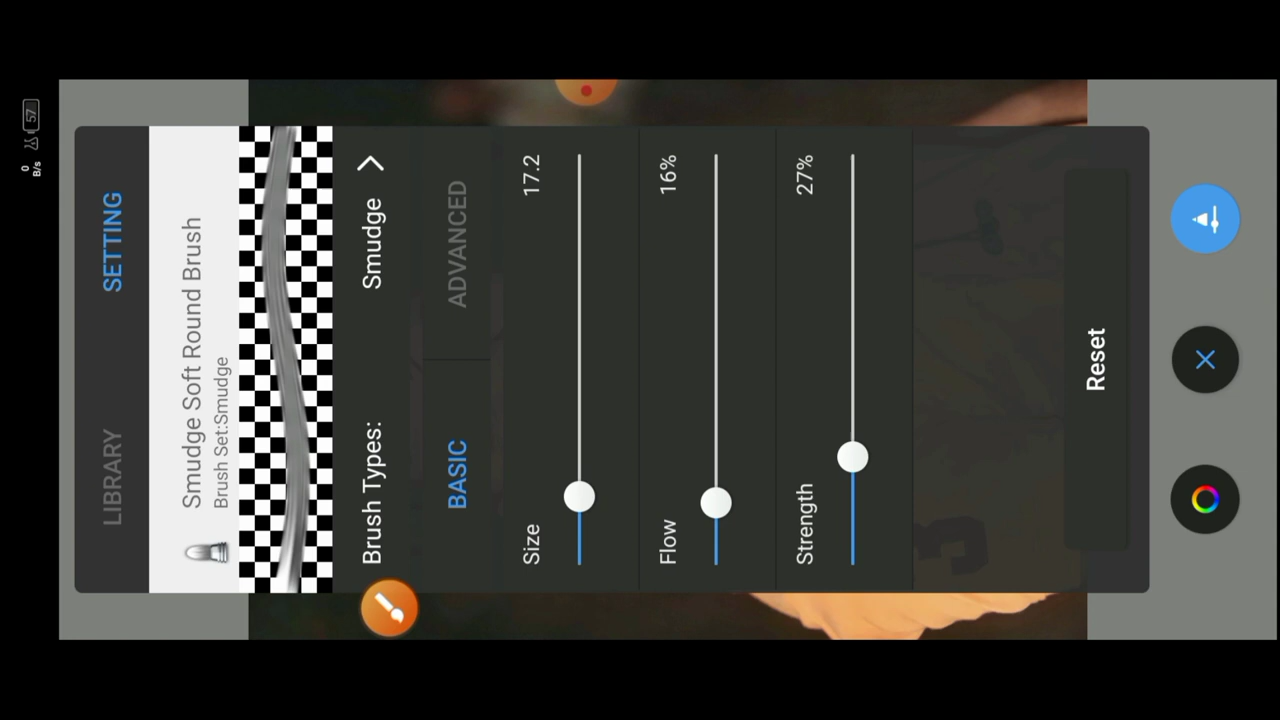 0
B/s
57
LIBRARY
SETTING
Smudge Soft Round Brush
Brush Set:Smudge
Brush Types:
Smudge
BASIC
ADVANCED
Size
17.2
Flow
16%
Strength
27%
Reset